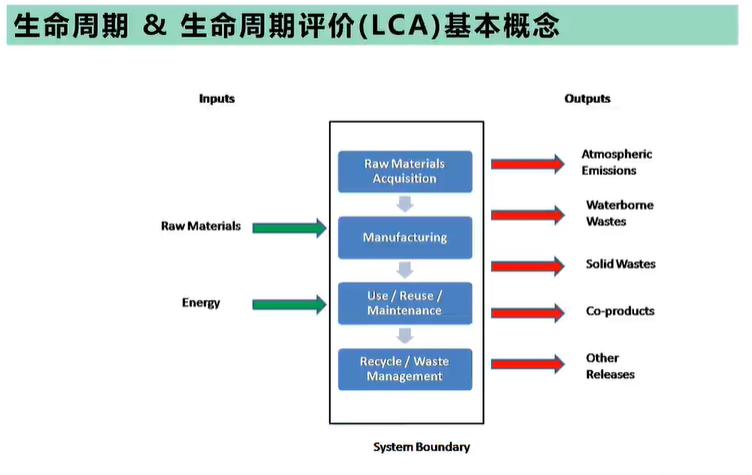 生命周期 & 生命周期评价(LCA)基本概念
Inputs
Outputs
Raw Materials
Acquisition
Atmospheric
Emissions
Waterborne
Wastes
Raw Materials
Manufacturing
Solid Wastes
Energy
Use / Reuse /
Maintenance
Co-products
Recycle / Waste
Management
Other
Releases
System Boundary